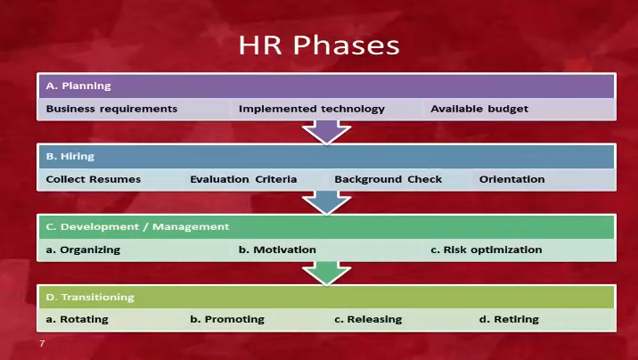 HR Phases
A. Planning
Business requirements Implemented technology Available budget
B. Hiring
Collect Resumes Evaluation Criteria Background Check Orientation
C. Development / Management
a. Organizing b. Motivation c. Risk optimization
D. Transitioning
a. Rotating b. Promoting c. Releasing d. Retiring
7